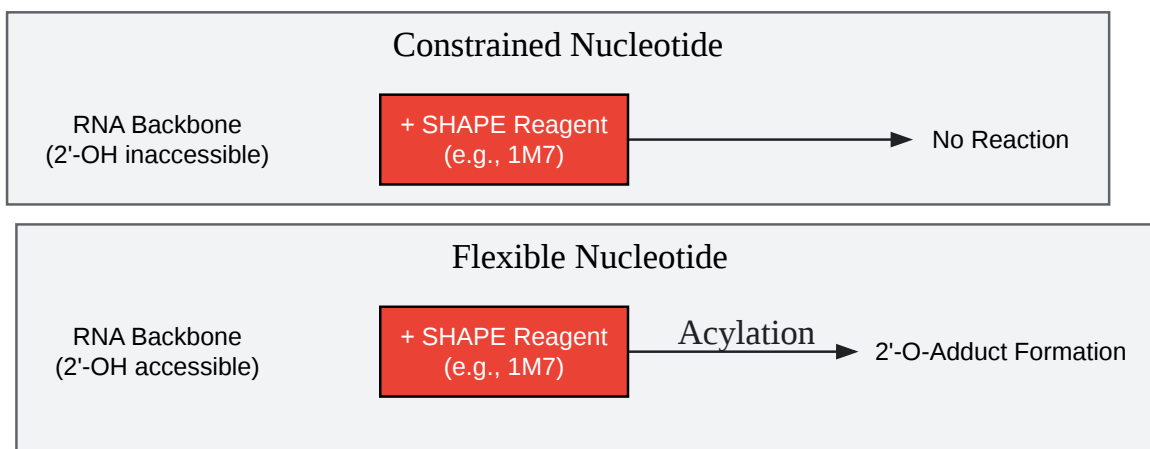 Constrained Nucleotide
RNA Backbone
(2'-OH inaccessible)
+ SHAPE Reagent
(e.g., 1M7)
No Reaction
Flexible Nucleotide
RNA Backbone
(2'-OH accessible)
+ SHAPE Reagent
(e.g., 1M7)
Acylation
2'-O-Adduct Formation